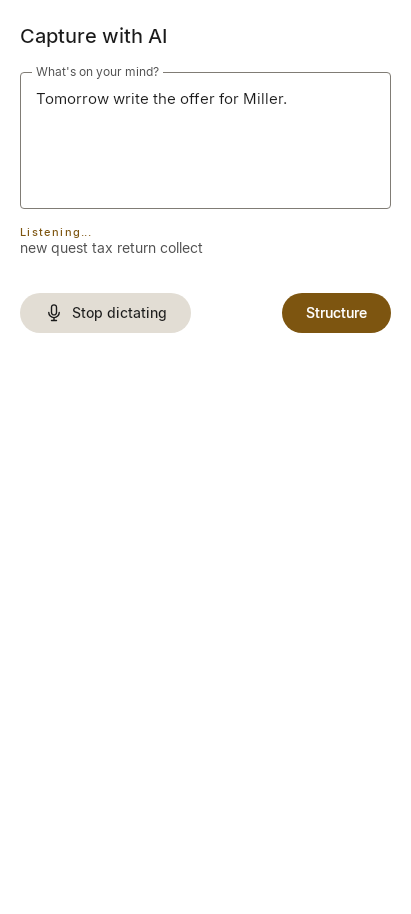 Capture with AI
What's on your mind?
Tomorrow write the offer for Miller.
Listening...
new quest tax return collect
Stop dictating
Structure